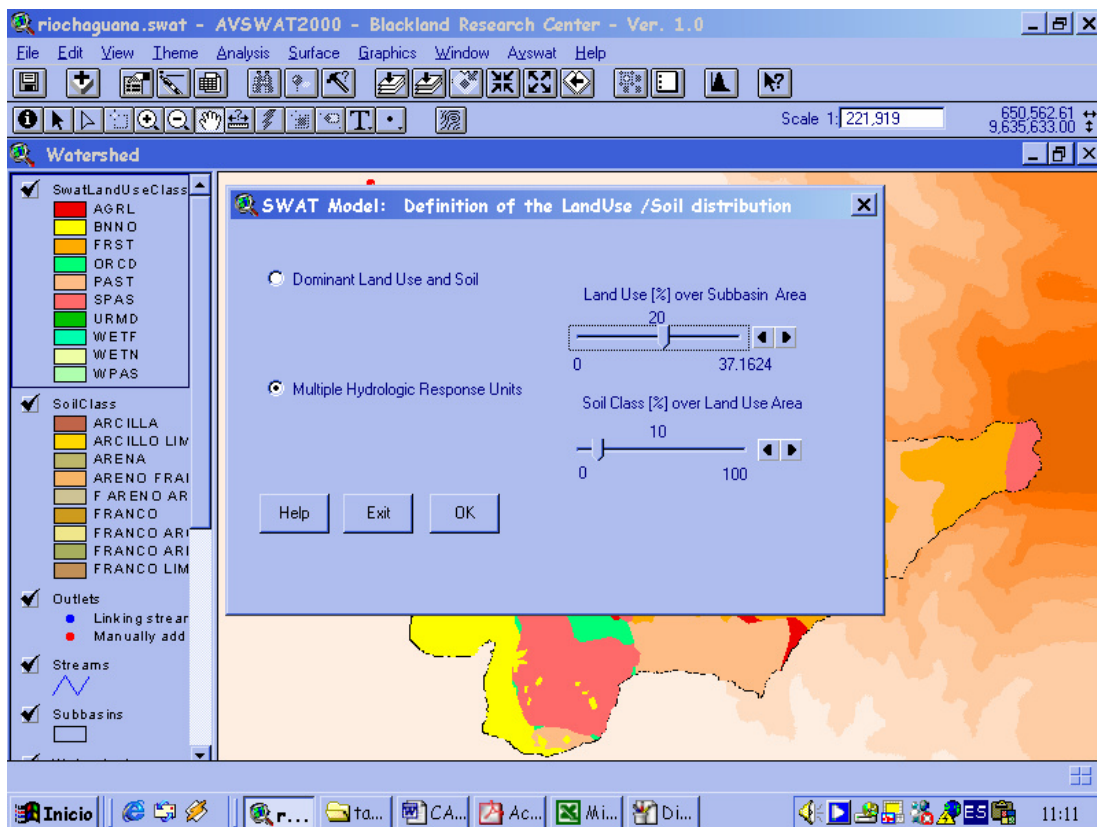 riochaguana.swat - AVSWAT2000 - Blackland Research Center - Ver. 1.0
File Edit View Theme Analysis Surface Graphics Window Avswat Help
Scale 1: 221,919
650,562.61
9,635,633.00
Watershed
SwatLandUseClass
AGRL
BNNO
FRST
ORCD
PAST
SPAS
URMD
WETF
WETN
WPAS
SoilClass
ARCILLA
ARCILLO LIM
ARENA
ARENO FRAI
F ARENO AR
FRANCO
FRANCO ARI
FRANCO ARI
FRANCO LIM
Outlets
Linking strear
Manually add
Streams
Subbasins
SWAT Model: Definition of the LandUse /Soil distribution
Dominant Land Use and Soil
Multiple Hydrologic Response Units
Land Use [%] over Subbasin Area
20
0 37.1624
Soil Class [%] over Land Use Area
10
0 100
Help Exit OK
Inicio r... ta... CA... Ac... Mi... Di... ES 11:11